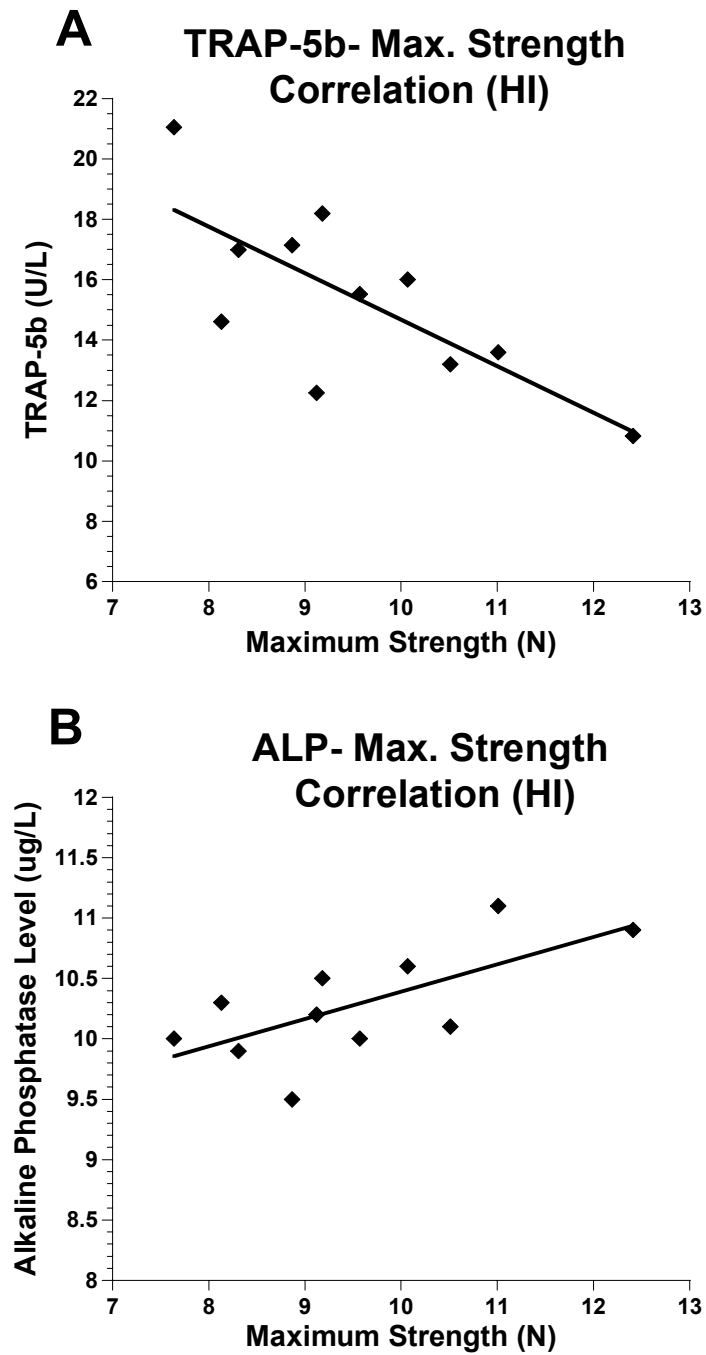 A
TRAP-5b- Max. Strength
Correlation (HI)
22
20
18
16
14
12
10
8
6
TRAP-5b (U/L)
7 8 9 10 11 12 13
Maximum Strength (N)
B
ALP- Max. Strength
Correlation (HI)
12
11.5
11
10.5
10
9.5
9
8.5
8
Alkaline Phosphatase Level (ug/L)
7 8 9 10 11 12 13
Maximum Strength (N)